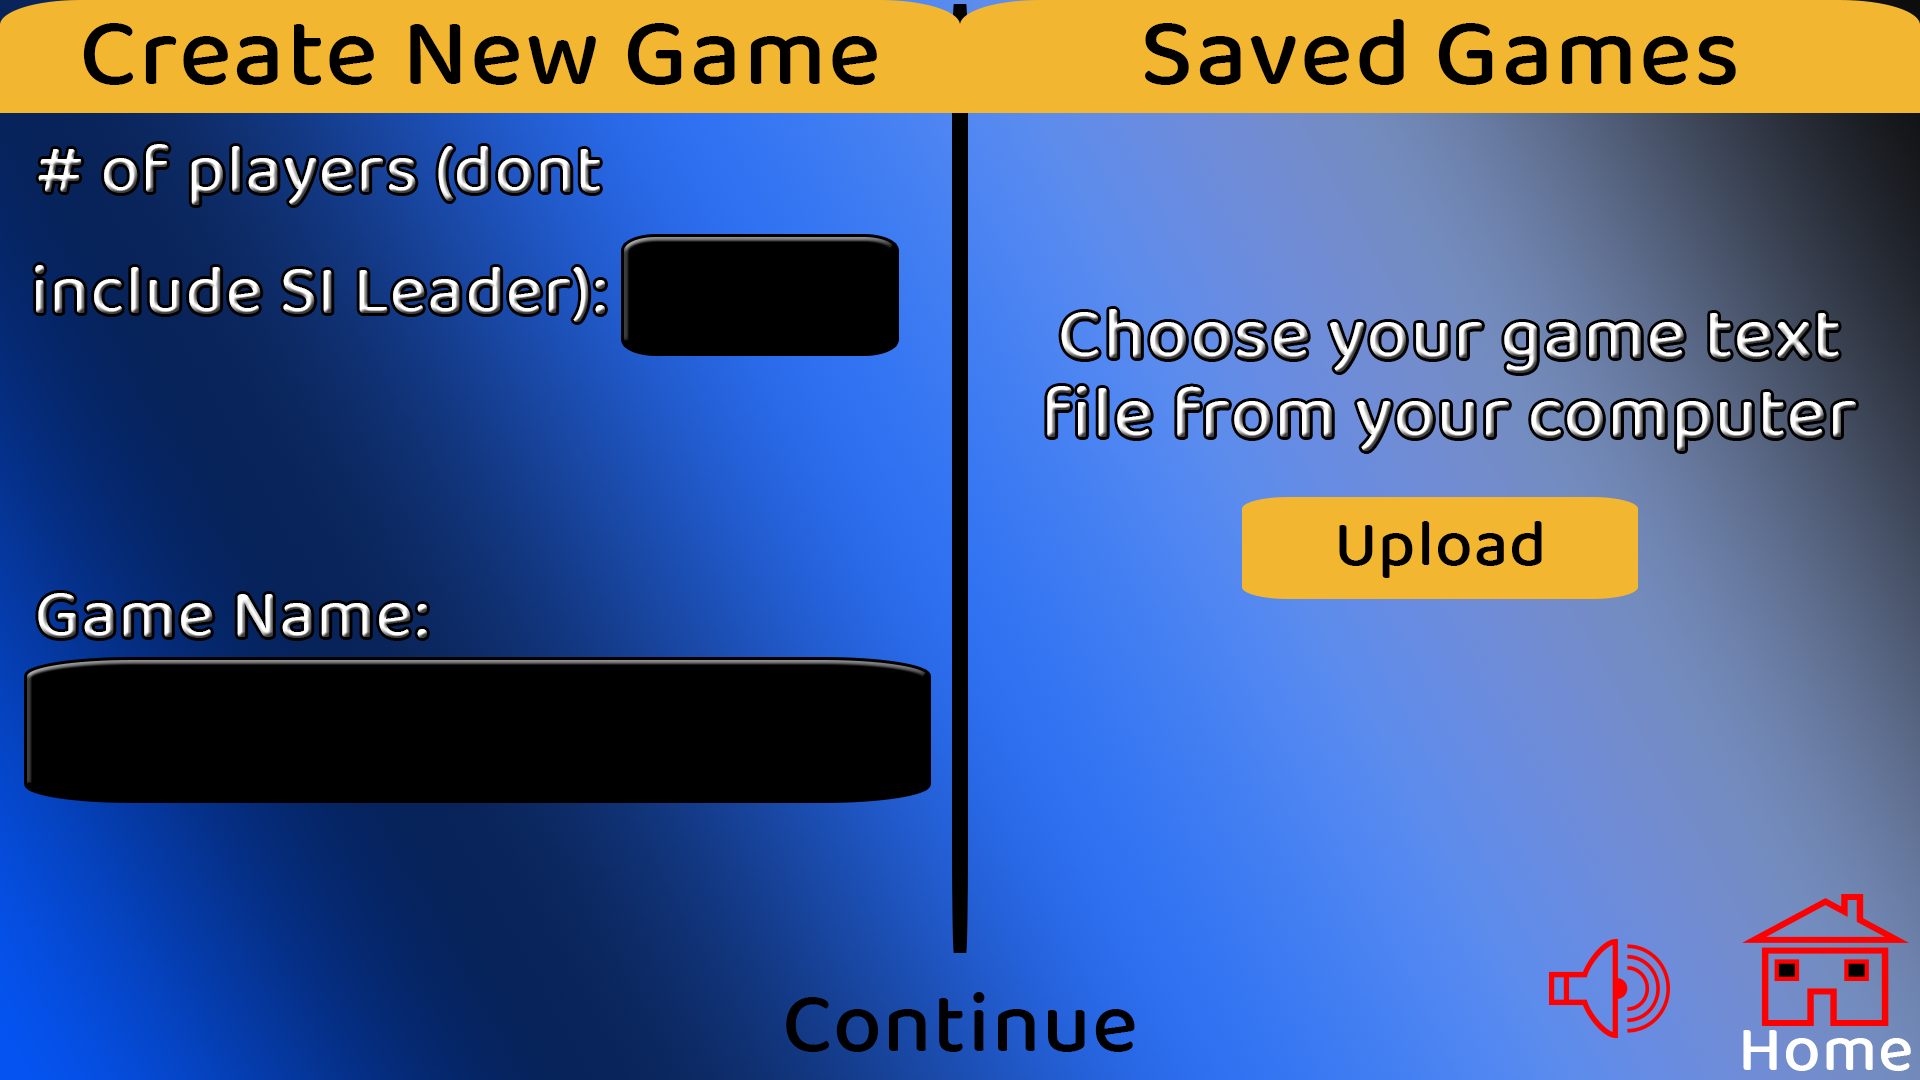 Create New Game
# of players (dont
include SI Leader):
Game Name:
Saved Games
Choose your game text
file from your computer
Upload
Continue
Home